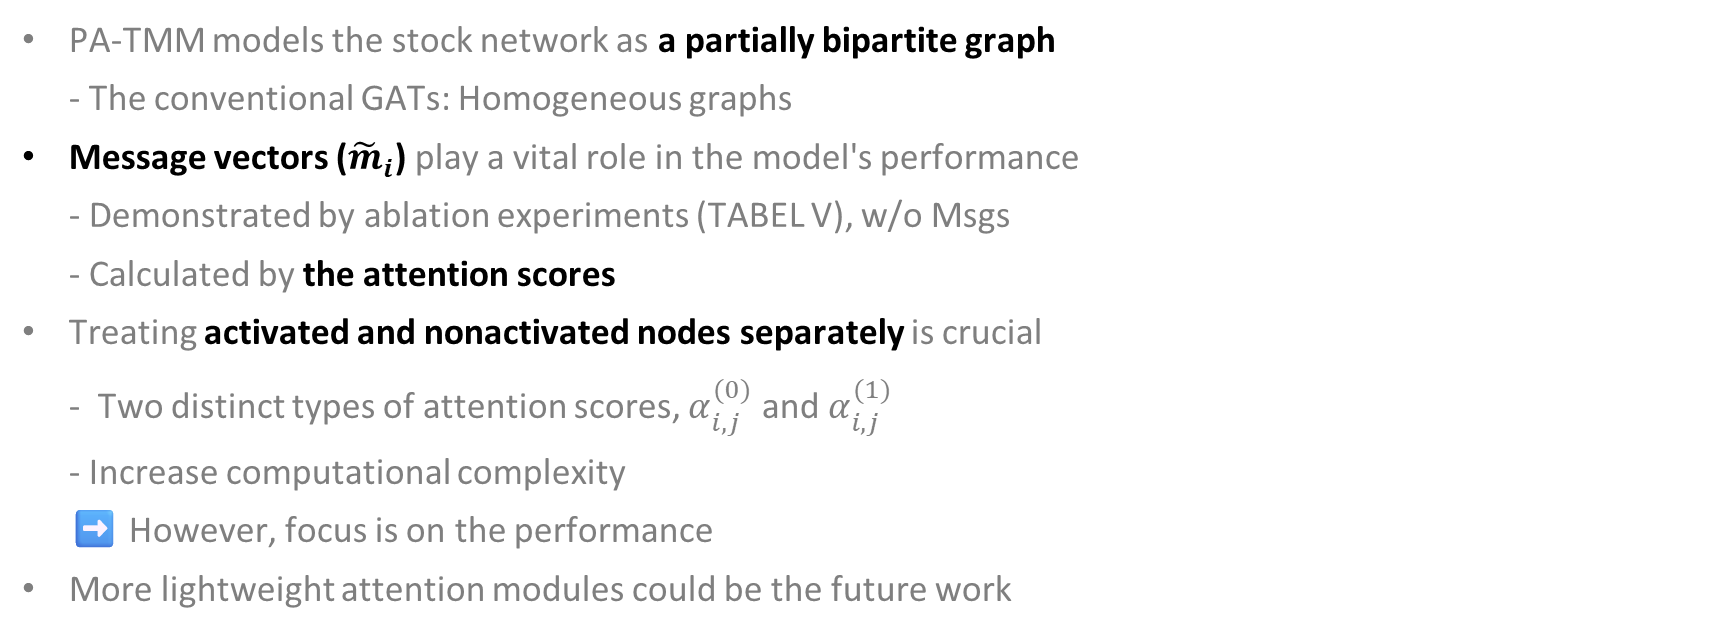 • PA-TMM models the stock network as a partially bipartite graph
- The conventional GATs: Homogeneous graphs
• Message vectors (m̃ᵢ) play a vital role in the model's performance
- Demonstrated by ablation experiments (TABEL V), w/o Msgs
- Calculated by the attention scores
• Treating activated and nonactivated nodes separately is crucial
- Two distinct types of attention scores, α_{i,j}^{(0)} and α_{i,j}^{(1)}
- Increase computational complexity
➡ However, focus is on the performance
• More lightweight attention modules could be the future work